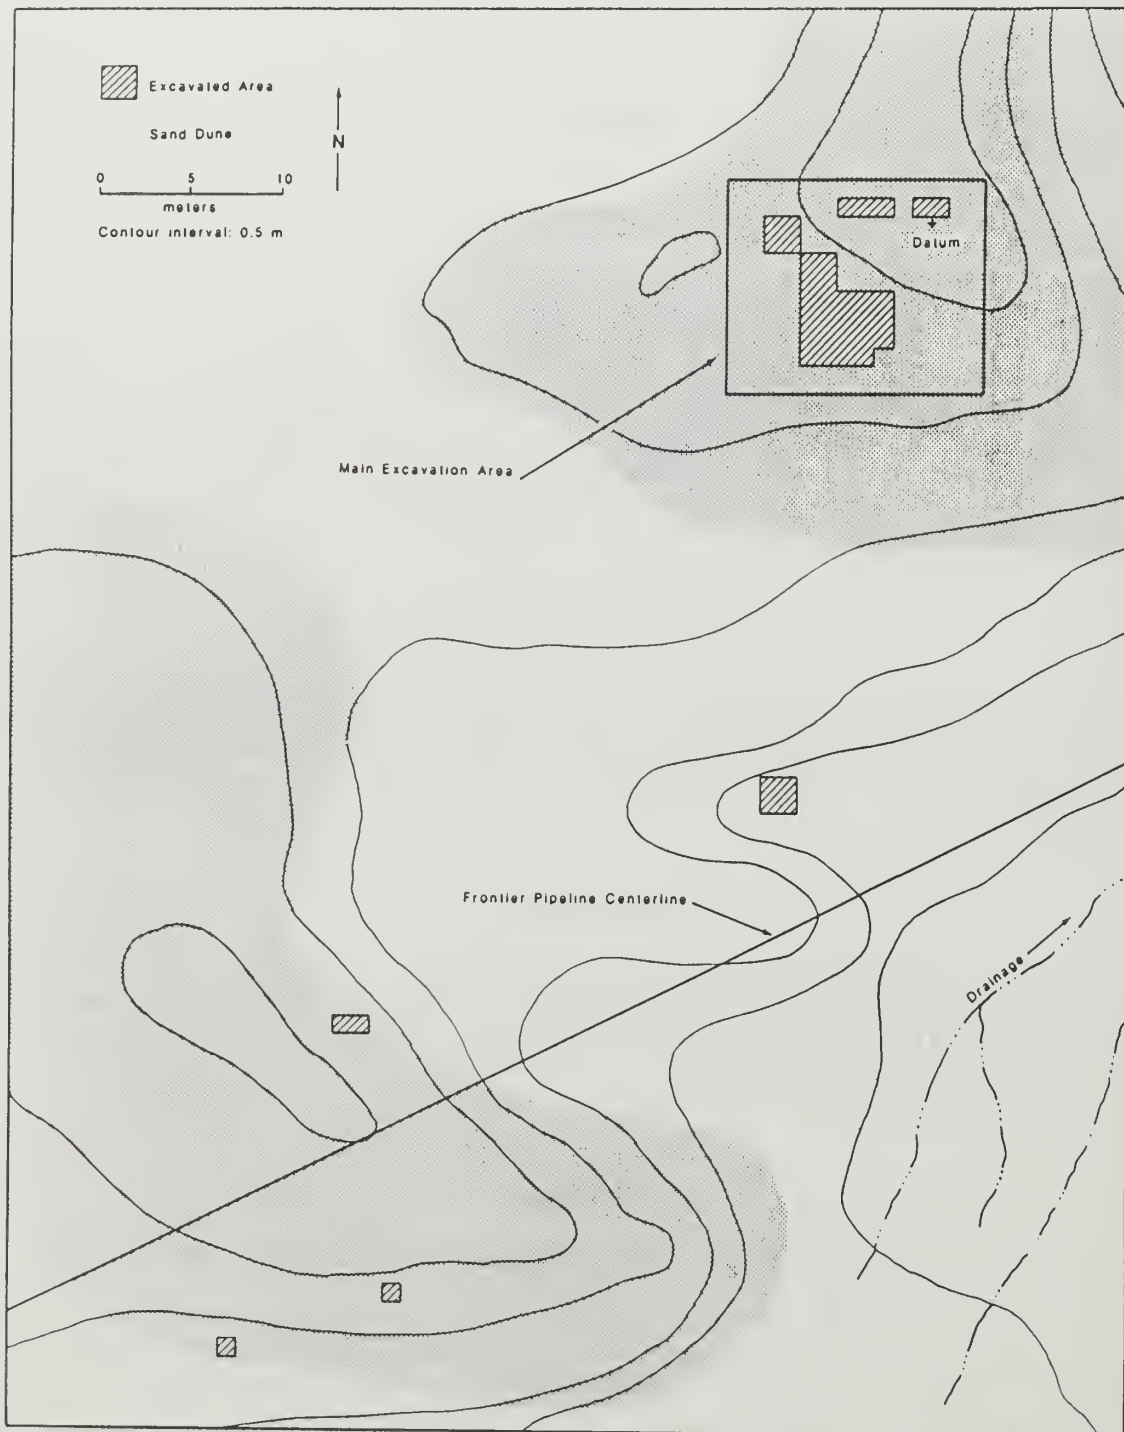 Excavated Area
Sand Dune
N
0 5 10
meters
Contour interval: 0.5 m
Datum
Main Excavation Area
Frontier Pipeline Centerline
Drainage